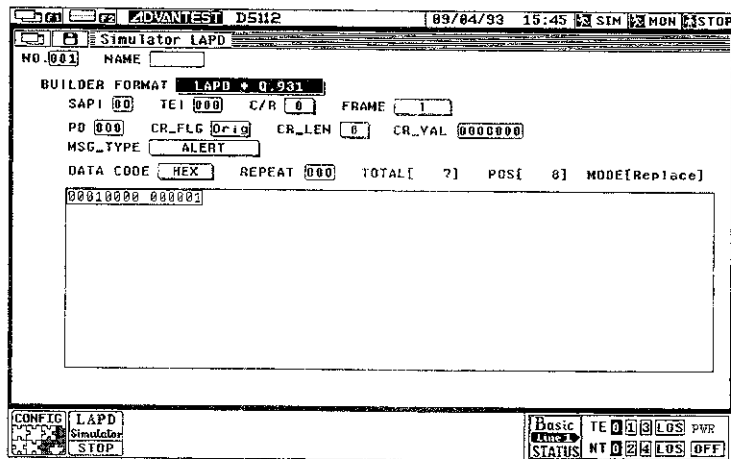 F1 F2 ADVANTEST D5112 09/04/93 15:45 SIM MON STOP
Simulator LAPD
NO. 001 NAME
BUILDER FORMAT LAPD + Q.931
SAPI 00 TEI 000 C/R 0 FRAME I
PD 000 CR_FLG Orig CR_LEN 0 CR_VAL 0000000
MSG_TYPE ALERT
DATA CODE HEX REPEAT 000 TOTAL[ 7] POS[ 0] MODE[Replace]
00010000 000001
CONFIG LAPD Simulator STOP
Basic Line 1 STATUS
TE 0 1 3 LOS PWR
NT 0 2 4 LOS OFF